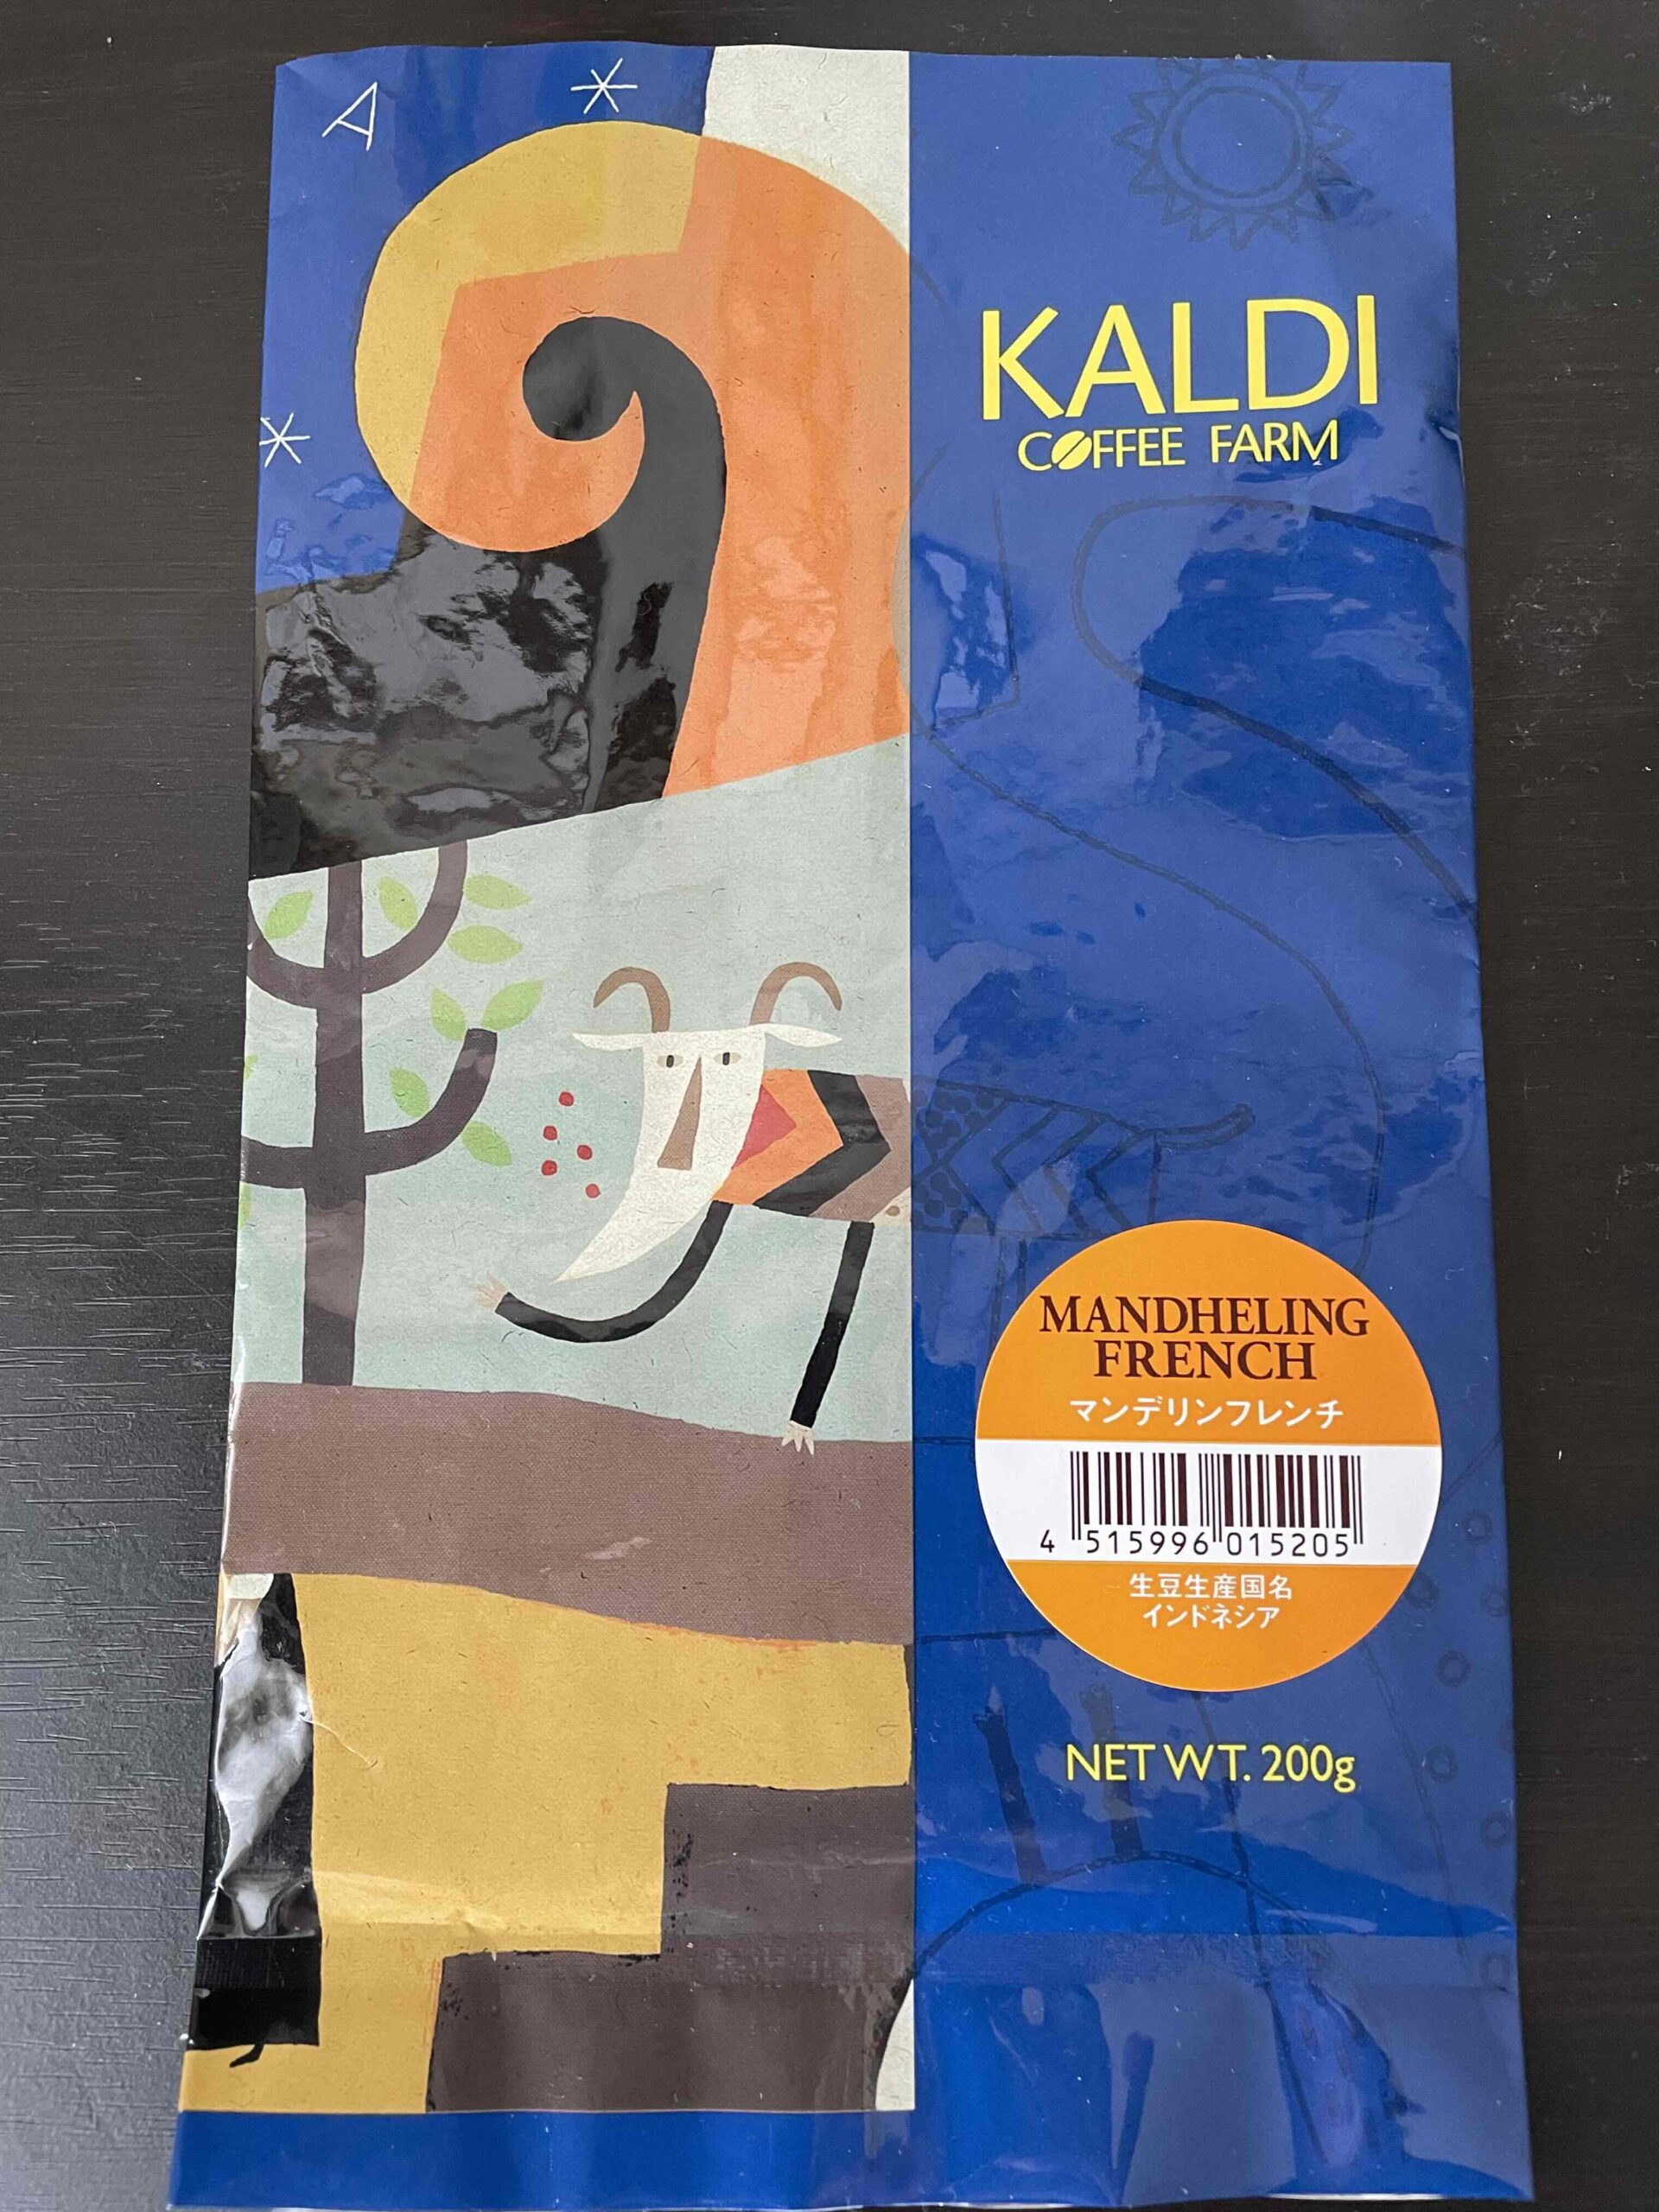 KALDI
COFFEE FARM
MANDHELING
FRENCH
マンデリンフレンチ
4 515996 015205
生豆生産国名
インドネシア
NET WT. 200g